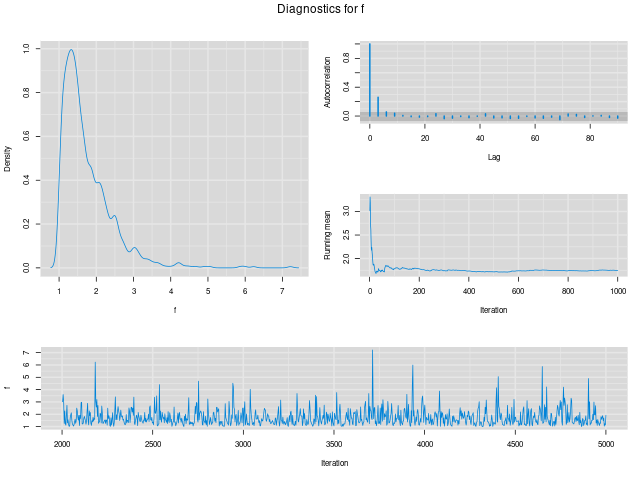 Diagnostics for f
Density
0.0 0.2 0.4 0.6 0.8 1.0
1 2 3 4 5 6 7
f
Autocorrelation
0.0 0.4 0.8
0 20 40 60 80
Lag
Running mean
2.0 2.5 3.0
0 200 400 600 800 1000
Iteration
f
1 2 3 4 5 6 7
2000 2500 3000 3500 4000 4500 5000
Iteration